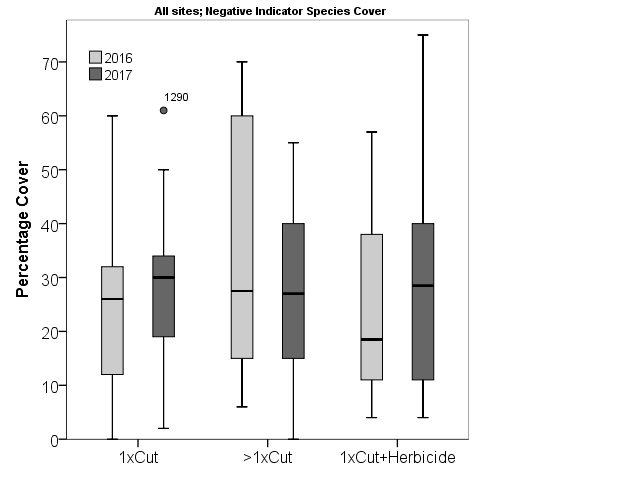 All sites; Negative Indicator Species Cover
2016
2017
1290
70
60
50
40
30
20
10
0
Percentage Cover
1xCut
>1xCut
1xCut+Herbicide